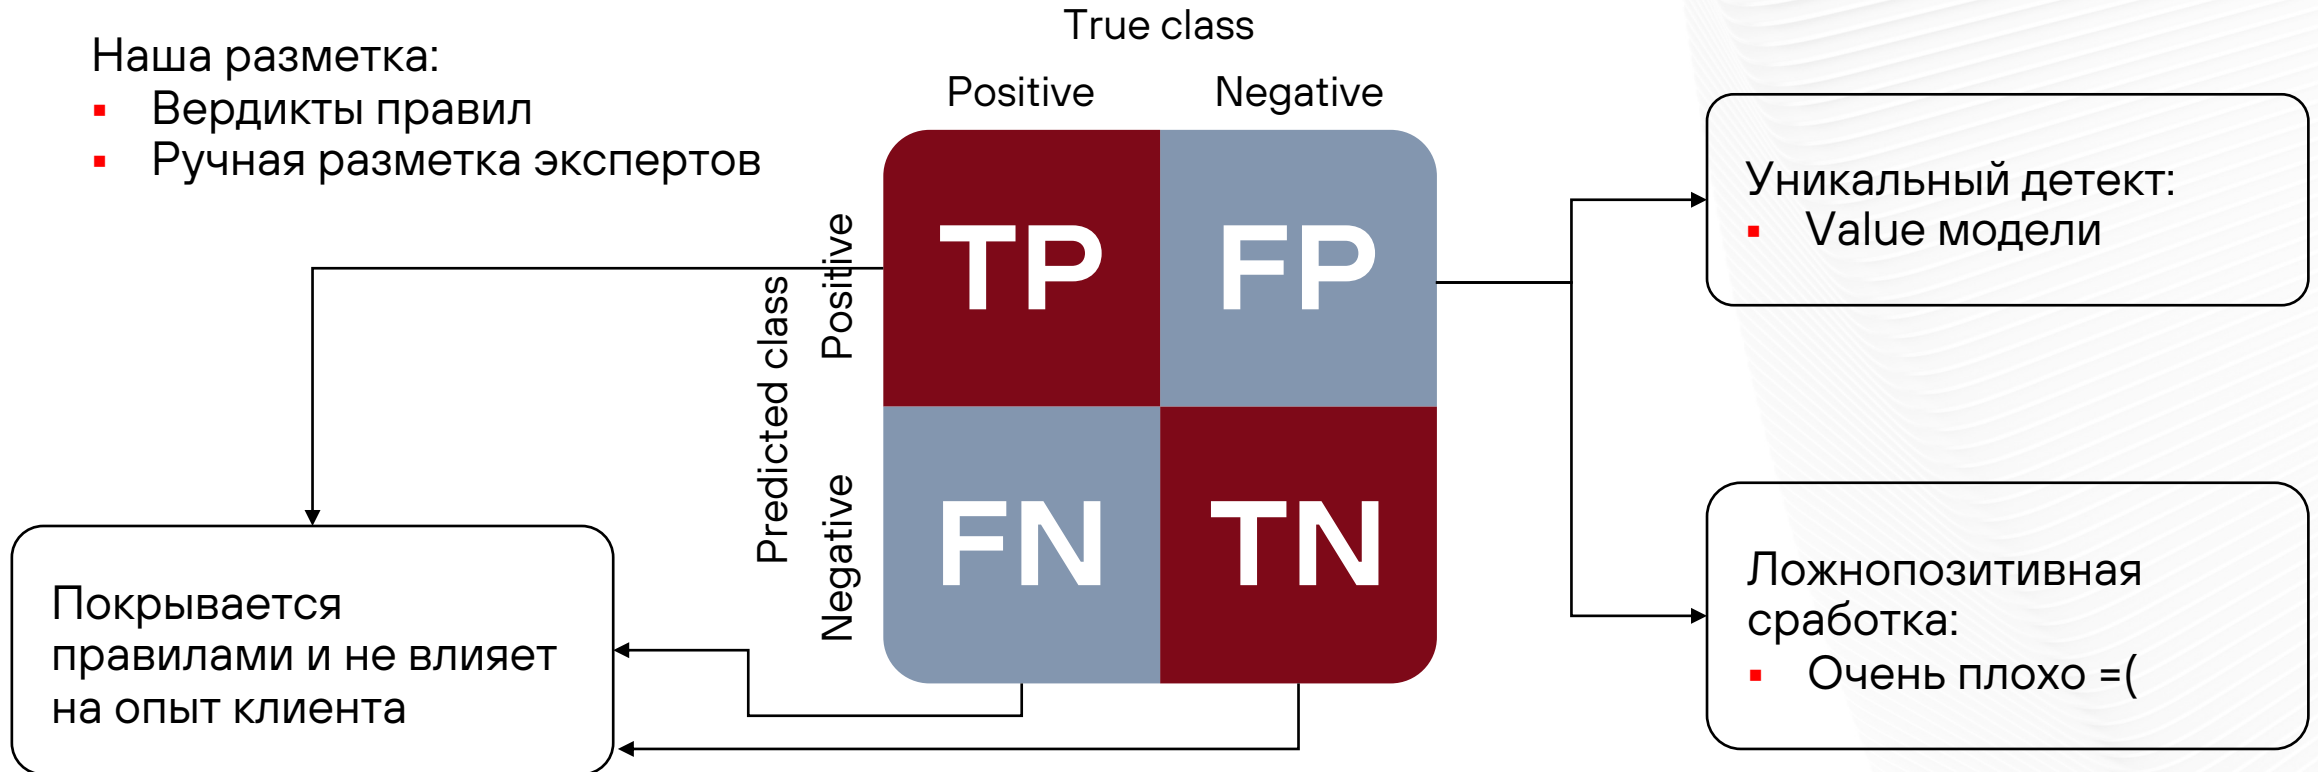 True class
Наша разметка:
▪ Вердикты правил
▪ Ручная разметка экспертов
Positive Negative
Predicted class
Positive
Negative
TP FP
FN TN
Уникальный детект:
▪ Value модели
Ложнопозитивная
сработка:
▪ Очень плохо =(
Покрывается
правилами и не влияет
на опыт клиента